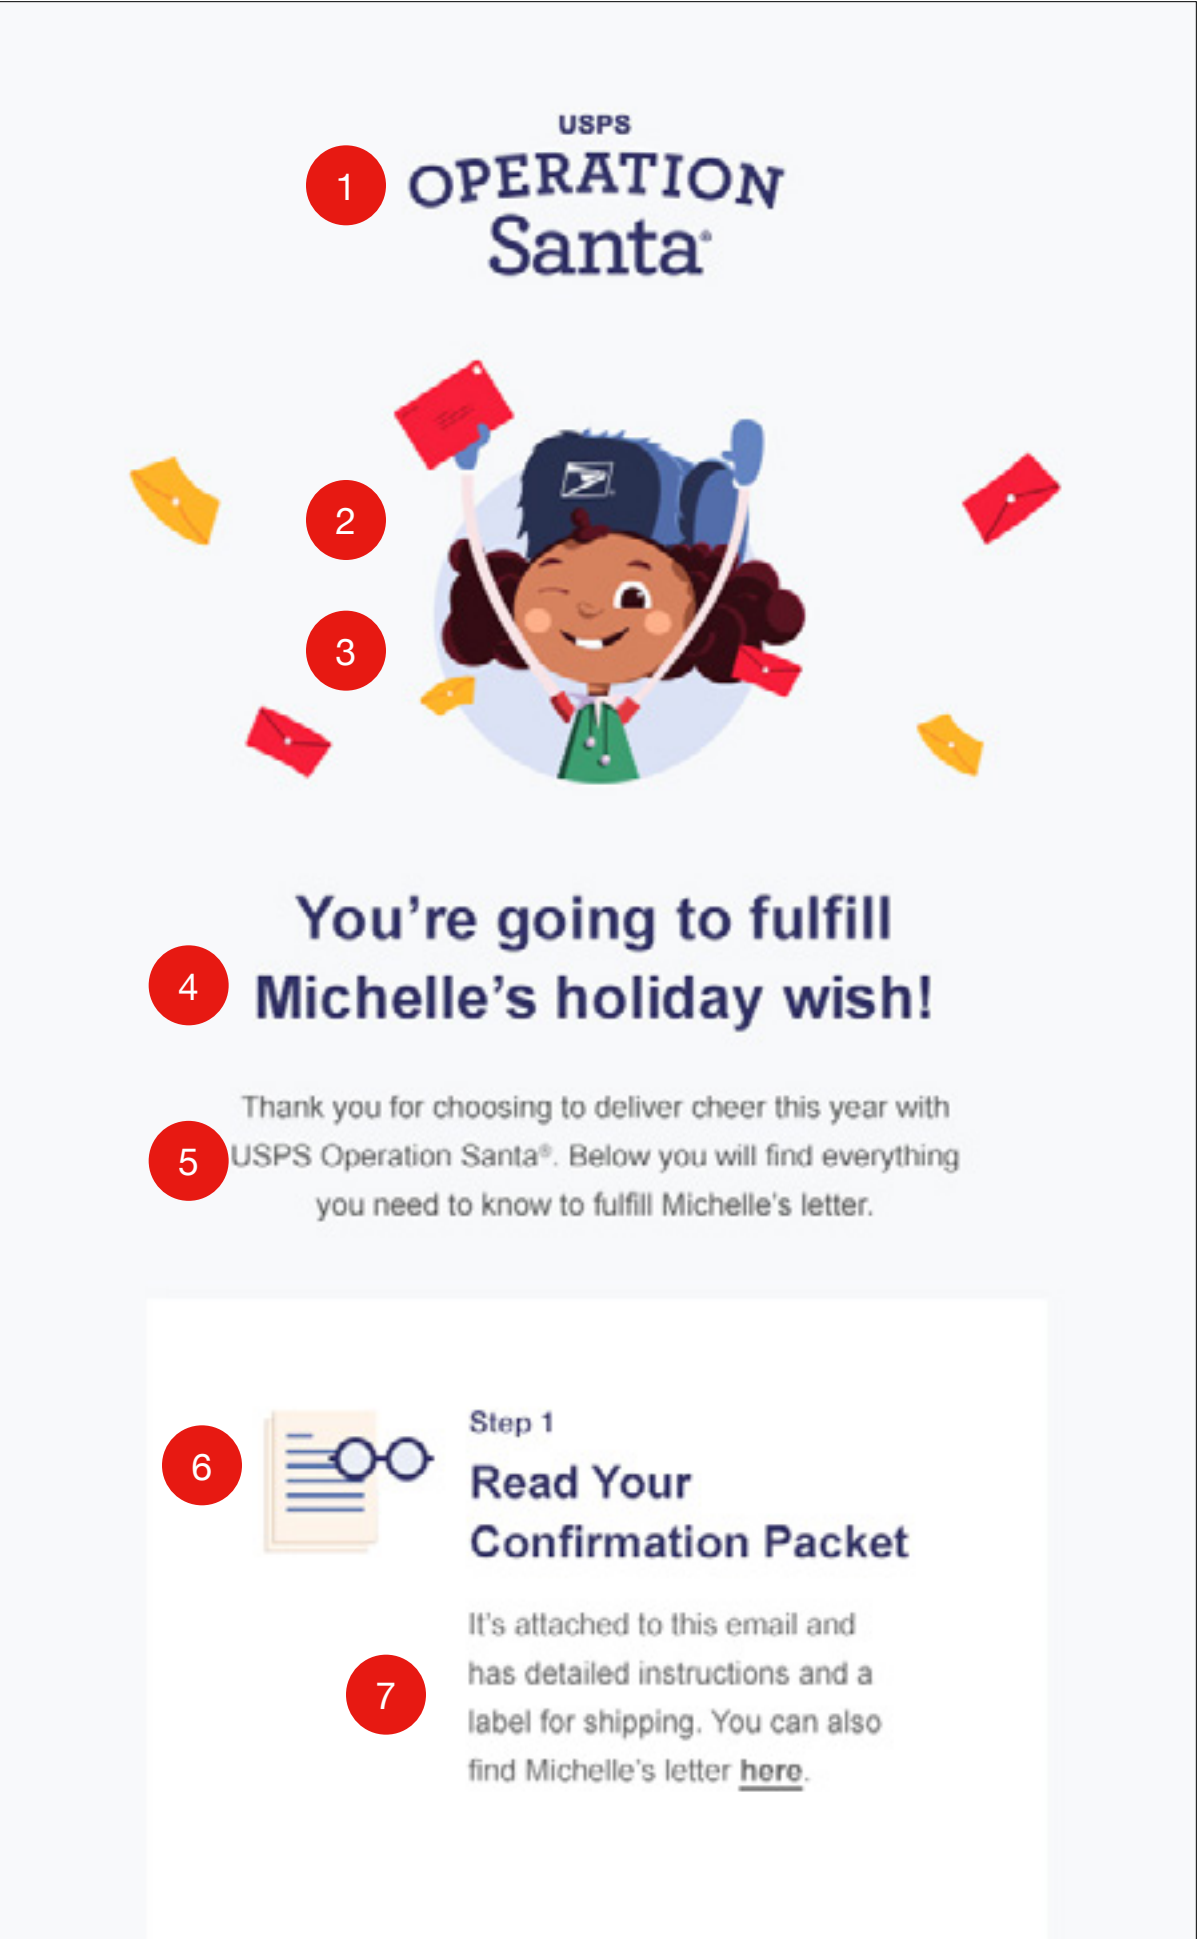 USPS
1
OPERATION
Santa®
2
3
You're going to fulfill
4
Michelle's holiday wish!
Thank you for choosing to deliver cheer this year with
5
USPS Operation Santa®. Below you will find everything
you need to know to fulfill Michelle's letter.
6
Step 1
Read Your
Confirmation Packet
It's attached to this email and
has detailed instructions and a
7
label for shipping. You can also
find Michelle's letter here.